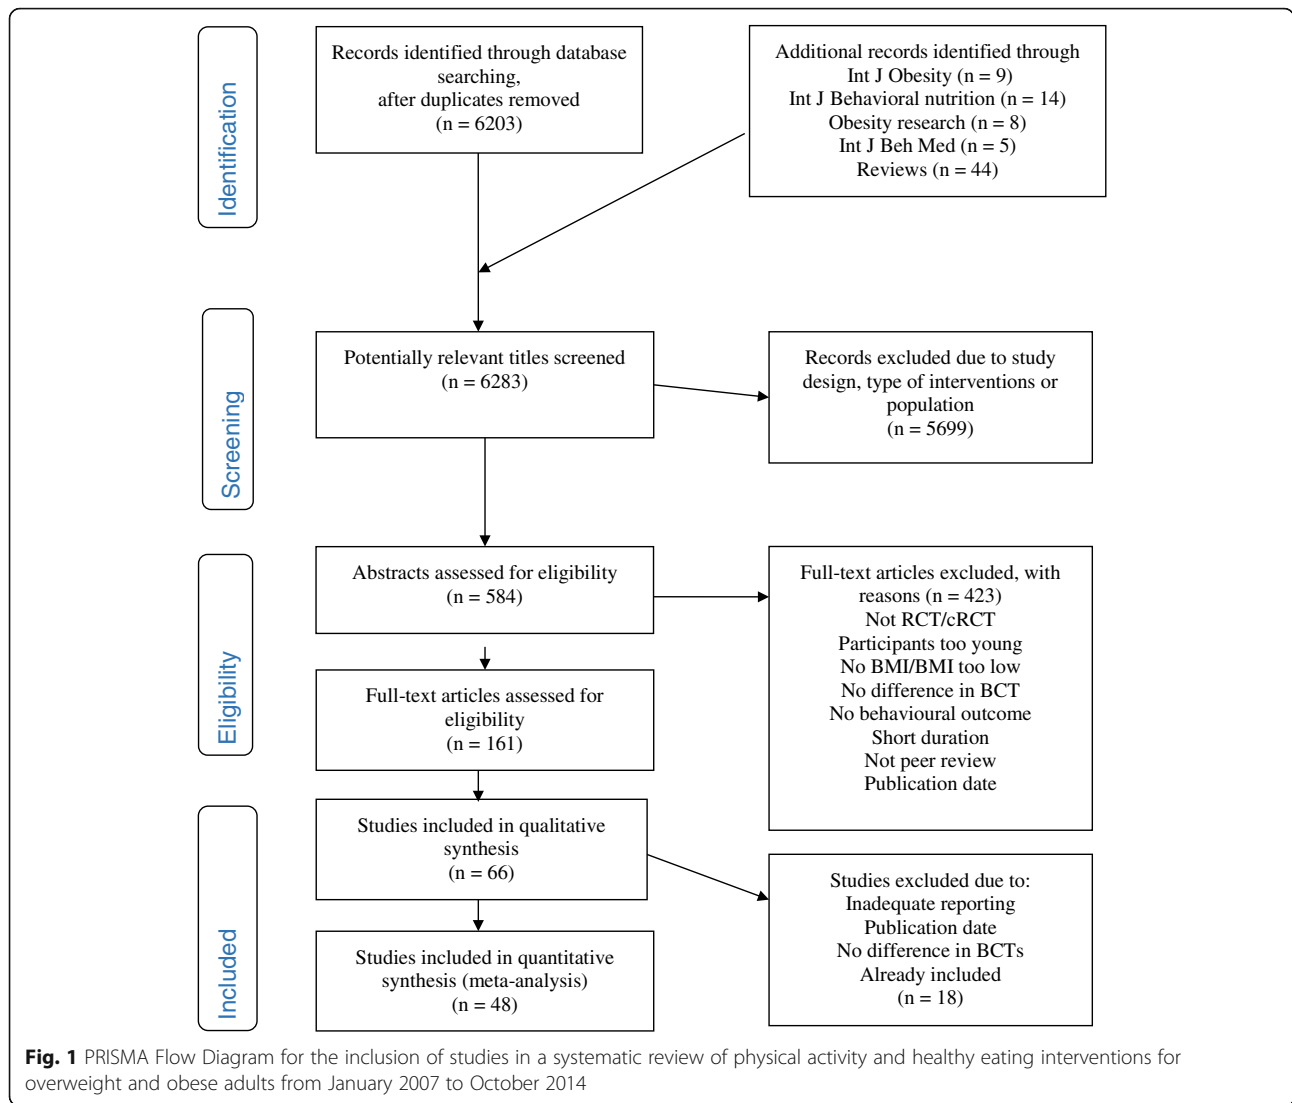 Identification
Records identified through database
searching,
after duplicates removed
(n = 6203)
Additional records identified through
Int J Obesity (n = 9)
Int J Behavioral nutrition (n = 14)
Obesity research (n = 8)
Int J Beh Med (n = 5)
Reviews (n = 44)
Screening
Potentially relevant titles screened
(n = 6283)
Records excluded due to study
design, type of interventions or
population
(n = 5699)
Eligibility
Abstracts assessed for eligibility
(n = 584)
Full-text articles excluded, with
reasons (n = 423)
Not RCT/cRCT
Participants too young
No BMI/BMI too low
No difference in BCT
No behavioural outcome
Short duration
Not peer review
Publication date
Full-text articles assessed for
eligibility
(n = 161)
Included
Studies included in qualitative
synthesis
(n = 66)
Studies excluded due to:
Inadequate reporting
Publication date
No difference in BCTs
Already included
(n = 18)
Studies included in quantitative
synthesis (meta-analysis)
(n = 48)
Fig. 1 PRISMA Flow Diagram for the inclusion of studies in a systematic review of physical activity and healthy eating interventions for
overweight and obese adults from January 2007 to October 2014